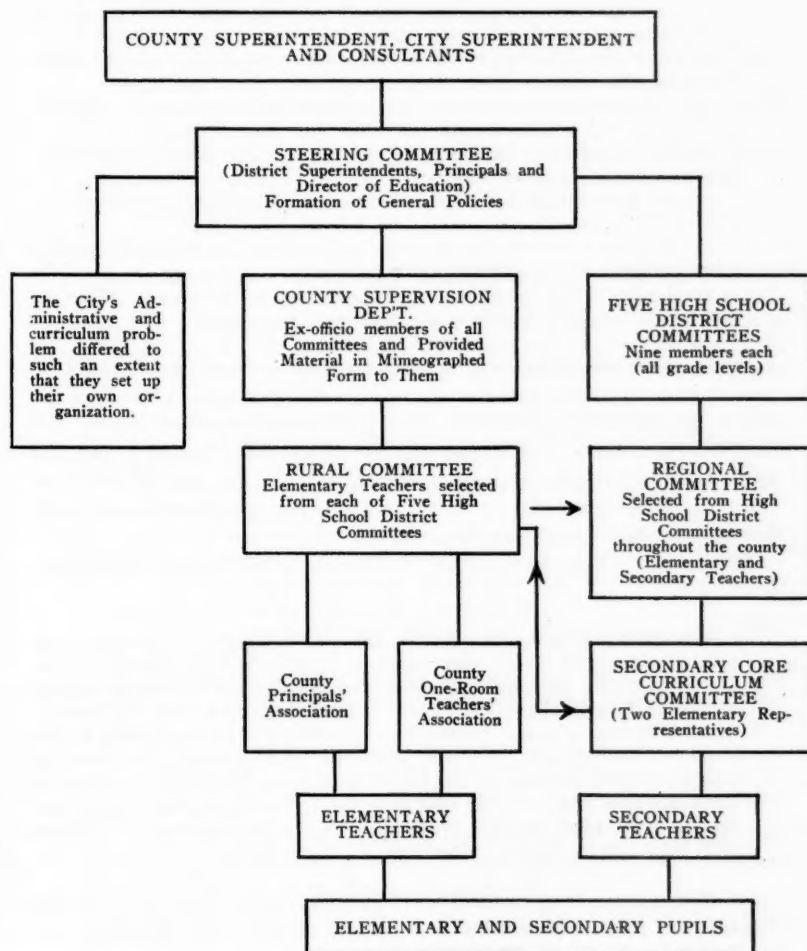 COUNTY SUPERINTENDENT, CITY SUPERINTENDENT
AND CONSULTANTS
STEERING COMMITTEE
(District Superintendents, Principals and
Director of Education)
Formation of General Policies
The City's Ad-
ministrative and
curriculum prob-
lem differed to
such an extent
that they set up
their own or-
ganization.
COUNTY SUPERVISION
DEP'T.
Ex-officio members of all
Committees and Provided
Material in Mimeographed
Form to Them
FIVE HIGH SCHOOL
DISTRICT
COMMITTEES
Nine members each
(all grade levels)
RURAL COMMITTEE
Elementary Teachers selected
from each of Five High
School District
Committees
REGIONAL
COMMITTEE
Selected from High
School District
Committees
throughout the county
(Elementary and
Secondary Teachers)
County
Principals'
Association
County
One-Room
Teachers'
Association
SECONDARY CORE
CURRICULUM
COMMITTEE
(Two Elementary Rep-
resentatives)
ELEMENTARY
TEACHERS
SECONDARY
TEACHERS
ELEMENTARY AND SECONDARY PUPILS